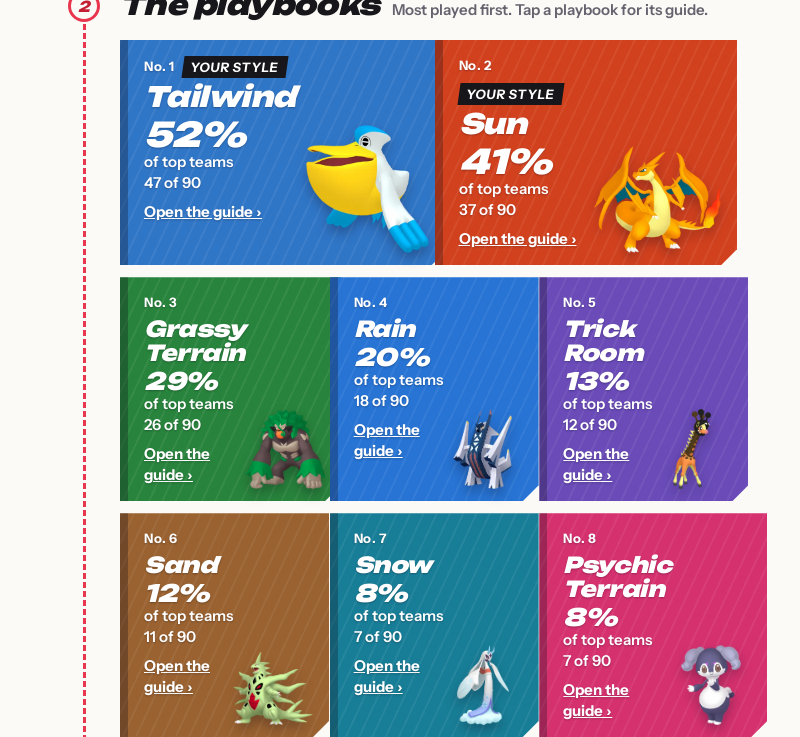 2
The playbooks Most played first. Tap a playbook for its guide.
No. 1 YOUR STYLE
Tailwind
52%
of top teams
47 of 90
Open the guide ›
No. 2
YOUR STYLE
Sun
41%
of top teams
37 of 90
Open the guide ›
No. 3
Grassy
Terrain
29%
of top teams
26 of 90
Open the
guide ›
No. 4
Rain
20%
of top teams
18 of 90
Open the
guide ›
No. 5
Trick
Room
13%
of top teams
12 of 90
Open the
guide ›
No. 6
Sand
12%
of top teams
11 of 90
Open the
guide ›
No. 7
Snow
8%
of top teams
7 of 90
Open the
guide ›
No. 8
Psychic
Terrain
8%
of top teams
7 of 90
Open the
guide ›